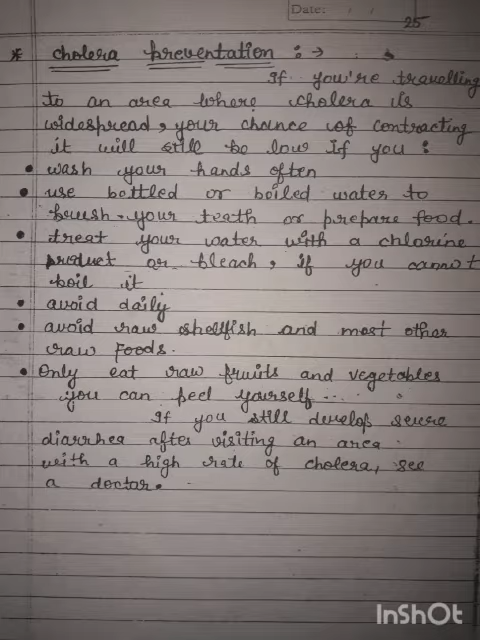 Date: / /
25
* cholera preventation :->
If you're travelling
to an area where cholera is
widespread, your chance of contracting
it will still be low if you :
• wash your hands often
• use bottled or boiled water to
brush your teath or prepare food.
• treat your water with a chlorine
product or bleach, if you cannot
boil it
• avoid daily
• avoid raw shellfish and most other
raw foods.
• Only eat raw fruits and vegetables
you can peel yourself...
If you still develop severe
diarrhea after visiting an area
with a high rate of cholera, see
a doctor.
InShOt